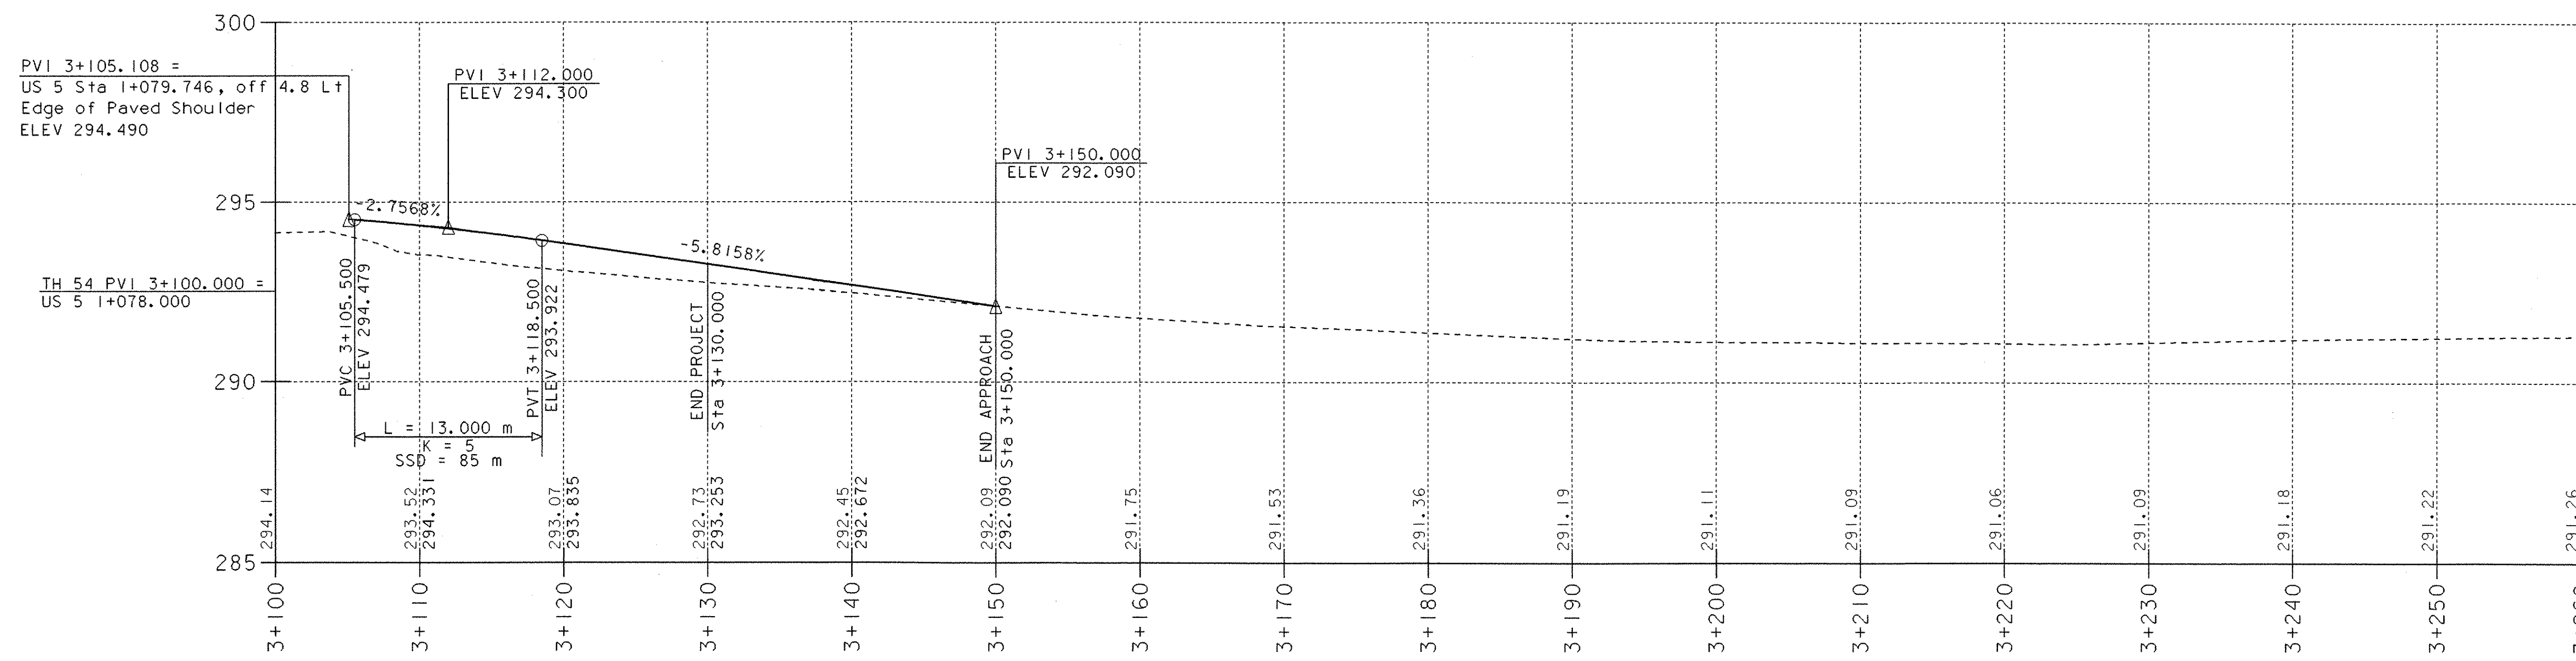 300
PVI 3+105.108 =
US 5 Sta 1+079.746, off 4.8 Lt
Edge of Paved Shoulder
ELEV 294.490
PVI 3+112.000
ELEV 294.300
PVI 3+150.000
ELEV 292.090
295
-2.7568%
-5.8158%
TH 54 PVI 3+100.000 =
US 5 1+078.000
PVC 3+105.500
ELEV 294.479
PVT 3+118.500
ELEV 293.922
END PROJECT
Sta 3+130.000
END APPROACH
292.090 Sta 3+150.000
290
L = 13.000 m
K = 5
SSD = 85 m
294.14
293.52
294.331
293.07
293.835
292.73
293.253
292.45
292.672
292.09
291.75
291.53
291.36
291.19
291.11
291.09
291.06
291.09
291.18
291.22
291.26
285
3+100
3+110
3+120
3+130
3+140
3+150
3+160
3+170
3+180
3+190
3+200
3+210
3+220
3+230
3+240
3+250